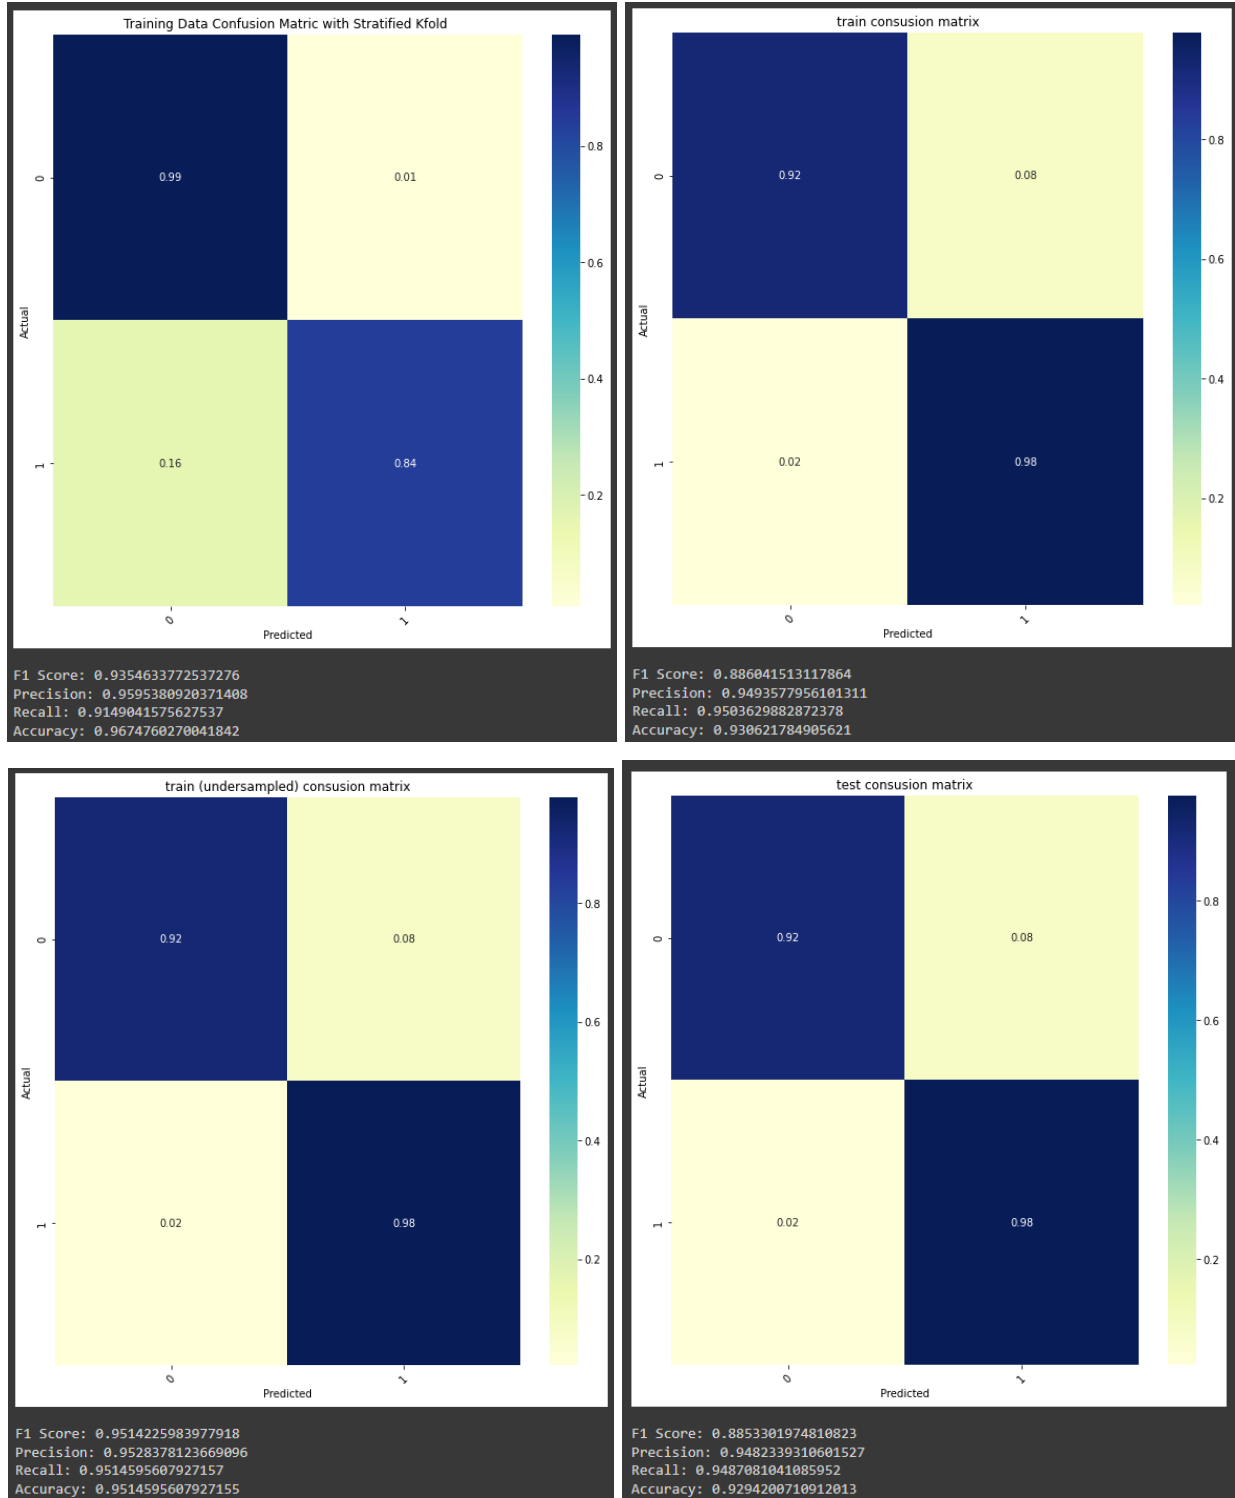 Training Data Confusion Matric with Stratified Kfold
0.99
0.01
0.16
0.84
0
1
Actual
0
1
Predicted
0.8
0.6
0.4
0.2
F1 Score: 0.9354633772537276
Precision: 0.9595380920371408
Recall: 0.9149041575627537
Accuracy: 0.9674760270041842
train consusion matrix
0.92
0.08
0.02
0.98
0
1
Actual
0
1
Predicted
0.8
0.6
0.4
0.2
F1 Score: 0.886041513117864
Precision: 0.9493577956101311
Recall: 0.9503629882872378
Accuracy: 0.930621784905621
train (undersampled) consusion matrix
0.92
0.08
0.02
0.98
0
1
Actual
0
1
Predicted
0.8
0.6
0.4
0.2
F1 Score: 0.9514225983977918
Precision: 0.9528378123669096
Recall: 0.9514595607927157
Accuracy: 0.9514595607927155
test consusion matrix
0.92
0.08
0.02
0.98
0
1
Actual
0
1
Predicted
0.8
0.6
0.4
0.2
F1 Score: 0.8853301974810823
Precision: 0.9482339310601527
Recall: 0.9487081041085952
Accuracy: 0.9294200710912013